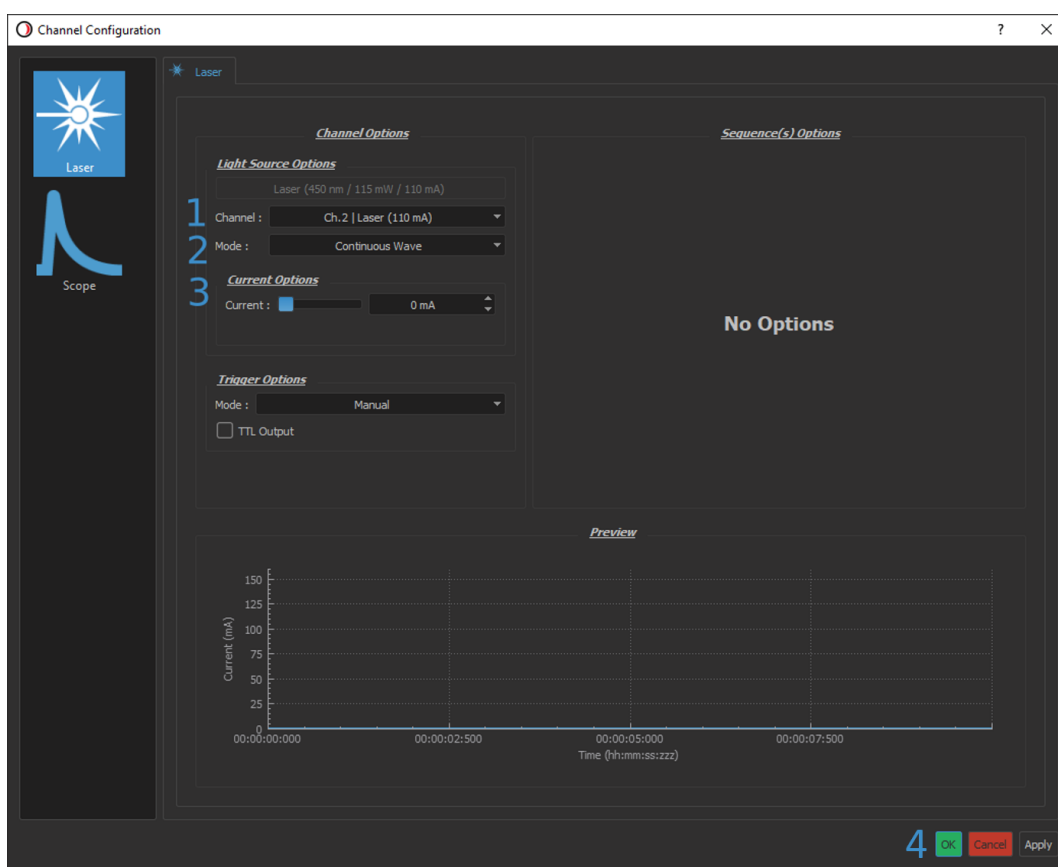 Channel Configuration
?
Laser
Laser
Scope
Channel Options
Sequence(s) Options
Light Source Options
Laser (450 nm / 115 mW / 110 mA)
1 Channel : Ch.2 | Laser (110 mA)
2 Mode : Continuous Wave
Current Options
3 Current : 0 mA
No Options
Trigger Options
Mode : Manual
TTL Output
Preview
Current (mA)
150
125
100
75
50
25
0
00:00:00:000 00:00:02:500 00:00:05:000 00:00:07:500
Time (hh:mm:ss:zzz)
4 OK Cancel Apply